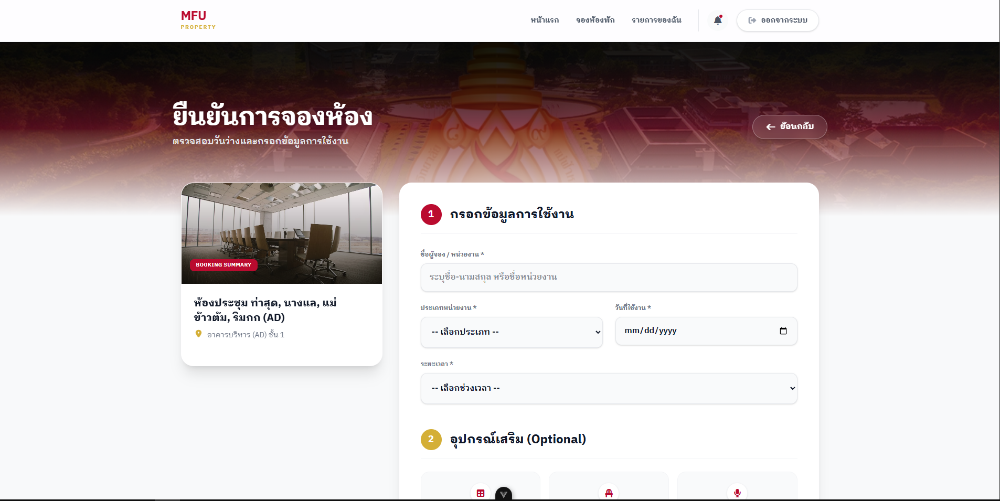 MFU
PROPERTY
หน้าแรก
จองห้องพัก
รายการของฉัน
ออกจากระบบ
ยืนยันการจองห้อง
ตรวจสอบวันว่างและกรอกข้อมูลการใช้งาน
ย้อนกลับ
BOOKING SUMMARY
ห้องประชุม ท่าสุด, นางแล, แม่
ข้าวต้ม, ริมกก (AD)
อาคารบริหาร (AD) ชั้น 1
1
กรอกข้อมูลการใช้งาน
ชื่อผู้จอง / หน่วยงาน *
ระบุชื่อ-นามสกุล หรือชื่อหน่วยงาน
ประเภทหน่วยงาน *
-- เลือกประเภท --
วันที่ใช้งาน *
mm/dd/yyyy
ระยะเวลา *
-- เลือกช่วงเวลา --
2
อุปกรณ์เสริม (Optional)